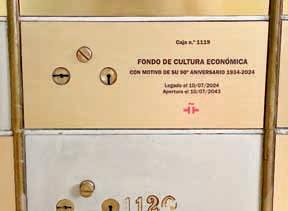 Caja n.º 1119
FONDO DE CULTURA ECONÓMICA
CON MOTIVO DE SU 90º ANIVERSARIO 1934-2024
Legado el 10/07/2024
Apertura el 10/07/2043